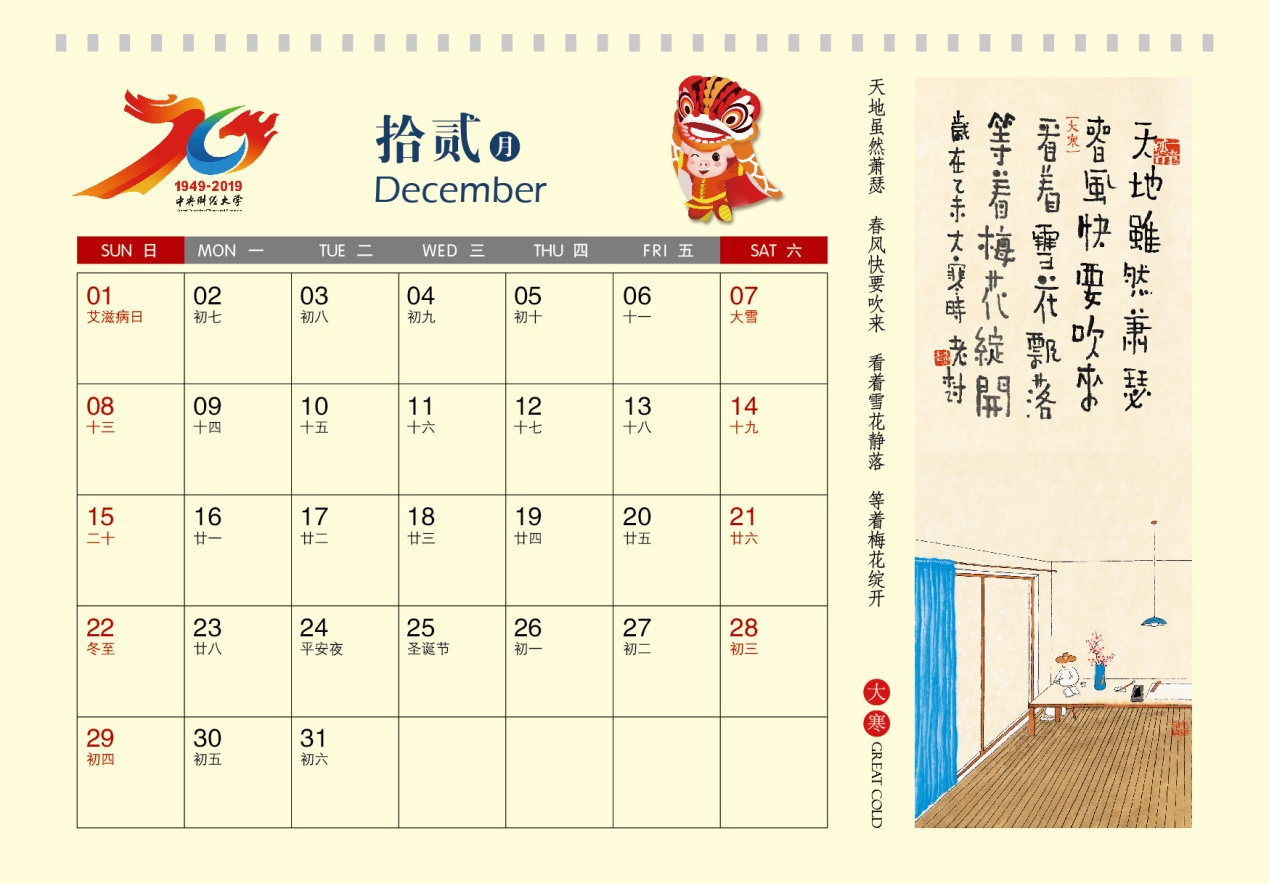 1949-2019
中央财经大学
拾贰月
December
SUN 日 MON 一 TUE 二 WED 三 THU 四 FRI 五 SAT 六
01 02 03 04 05 06 07
艾滋病日 初七 初八 初九 初十 十一 大雪
08 09 10 11 12 13 14
十三 十四 十五 十六 十七 十八 十九
15 16 17 18 19 20 21
二十 廿一 廿二 廿三 廿四 廿五 廿六
22 23 24 25 26 27 28
冬至 廿八 平安夜 圣诞节 初一 初二 初三
29 30 31
初四 初五 初六
天地虽然萧瑟 春风快要吹来 看着雪花静落 等着梅花绽开
大寒 GREAT COLD
天地雖然萧瑟
春風快要吹來
[大寒]
看着雪花飄落
等着梅花綻開
歲在乙未大寒時 老村